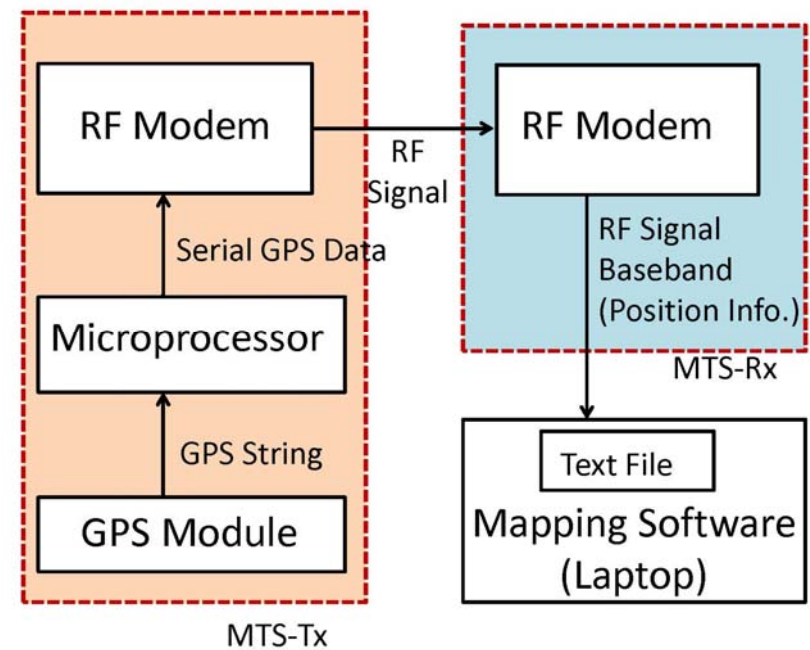 RF Modem
Serial GPS Data
Microprocessor
GPS String
GPS Module
MTS-Tx
RF
Signal
RF Modem
RF Signal
Baseband
(Position Info.)
MTS-Rx
Text File
Mapping Software
(Laptop)